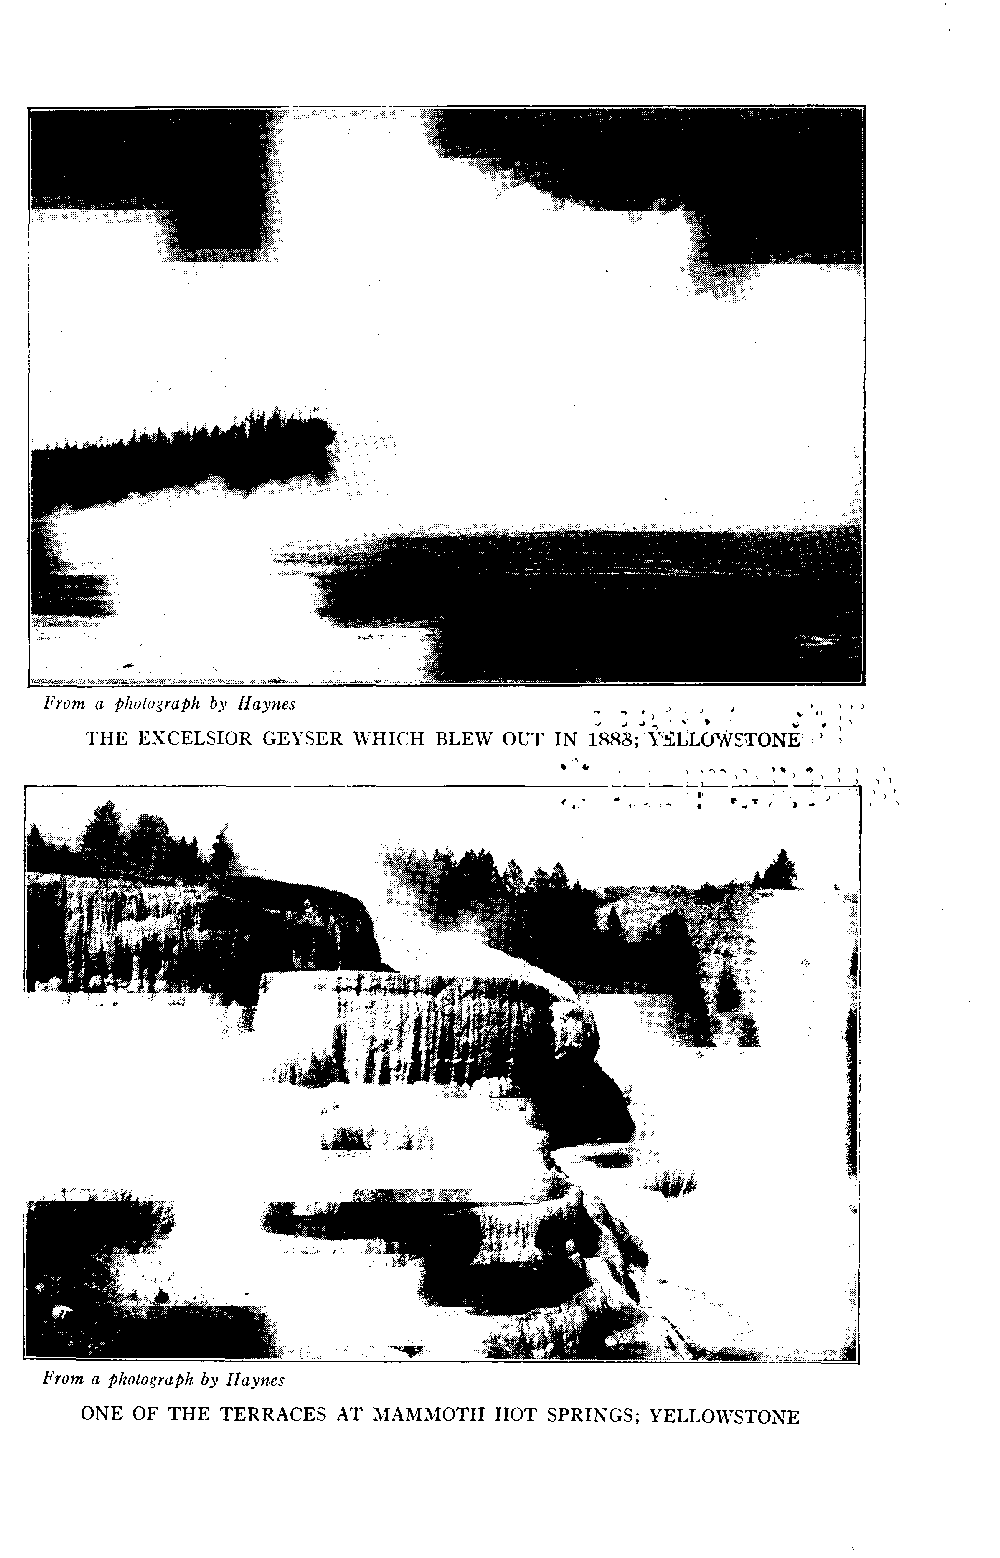 From a photograph by Haynes
THE EXCELSIOR GEYSER WHICH BLEW OUT IN 1888; YELLOWSTONE
From a photograph by Haynes
ONE OF THE TERRACES AT MAMMOTH HOT SPRINGS; YELLOWSTONE